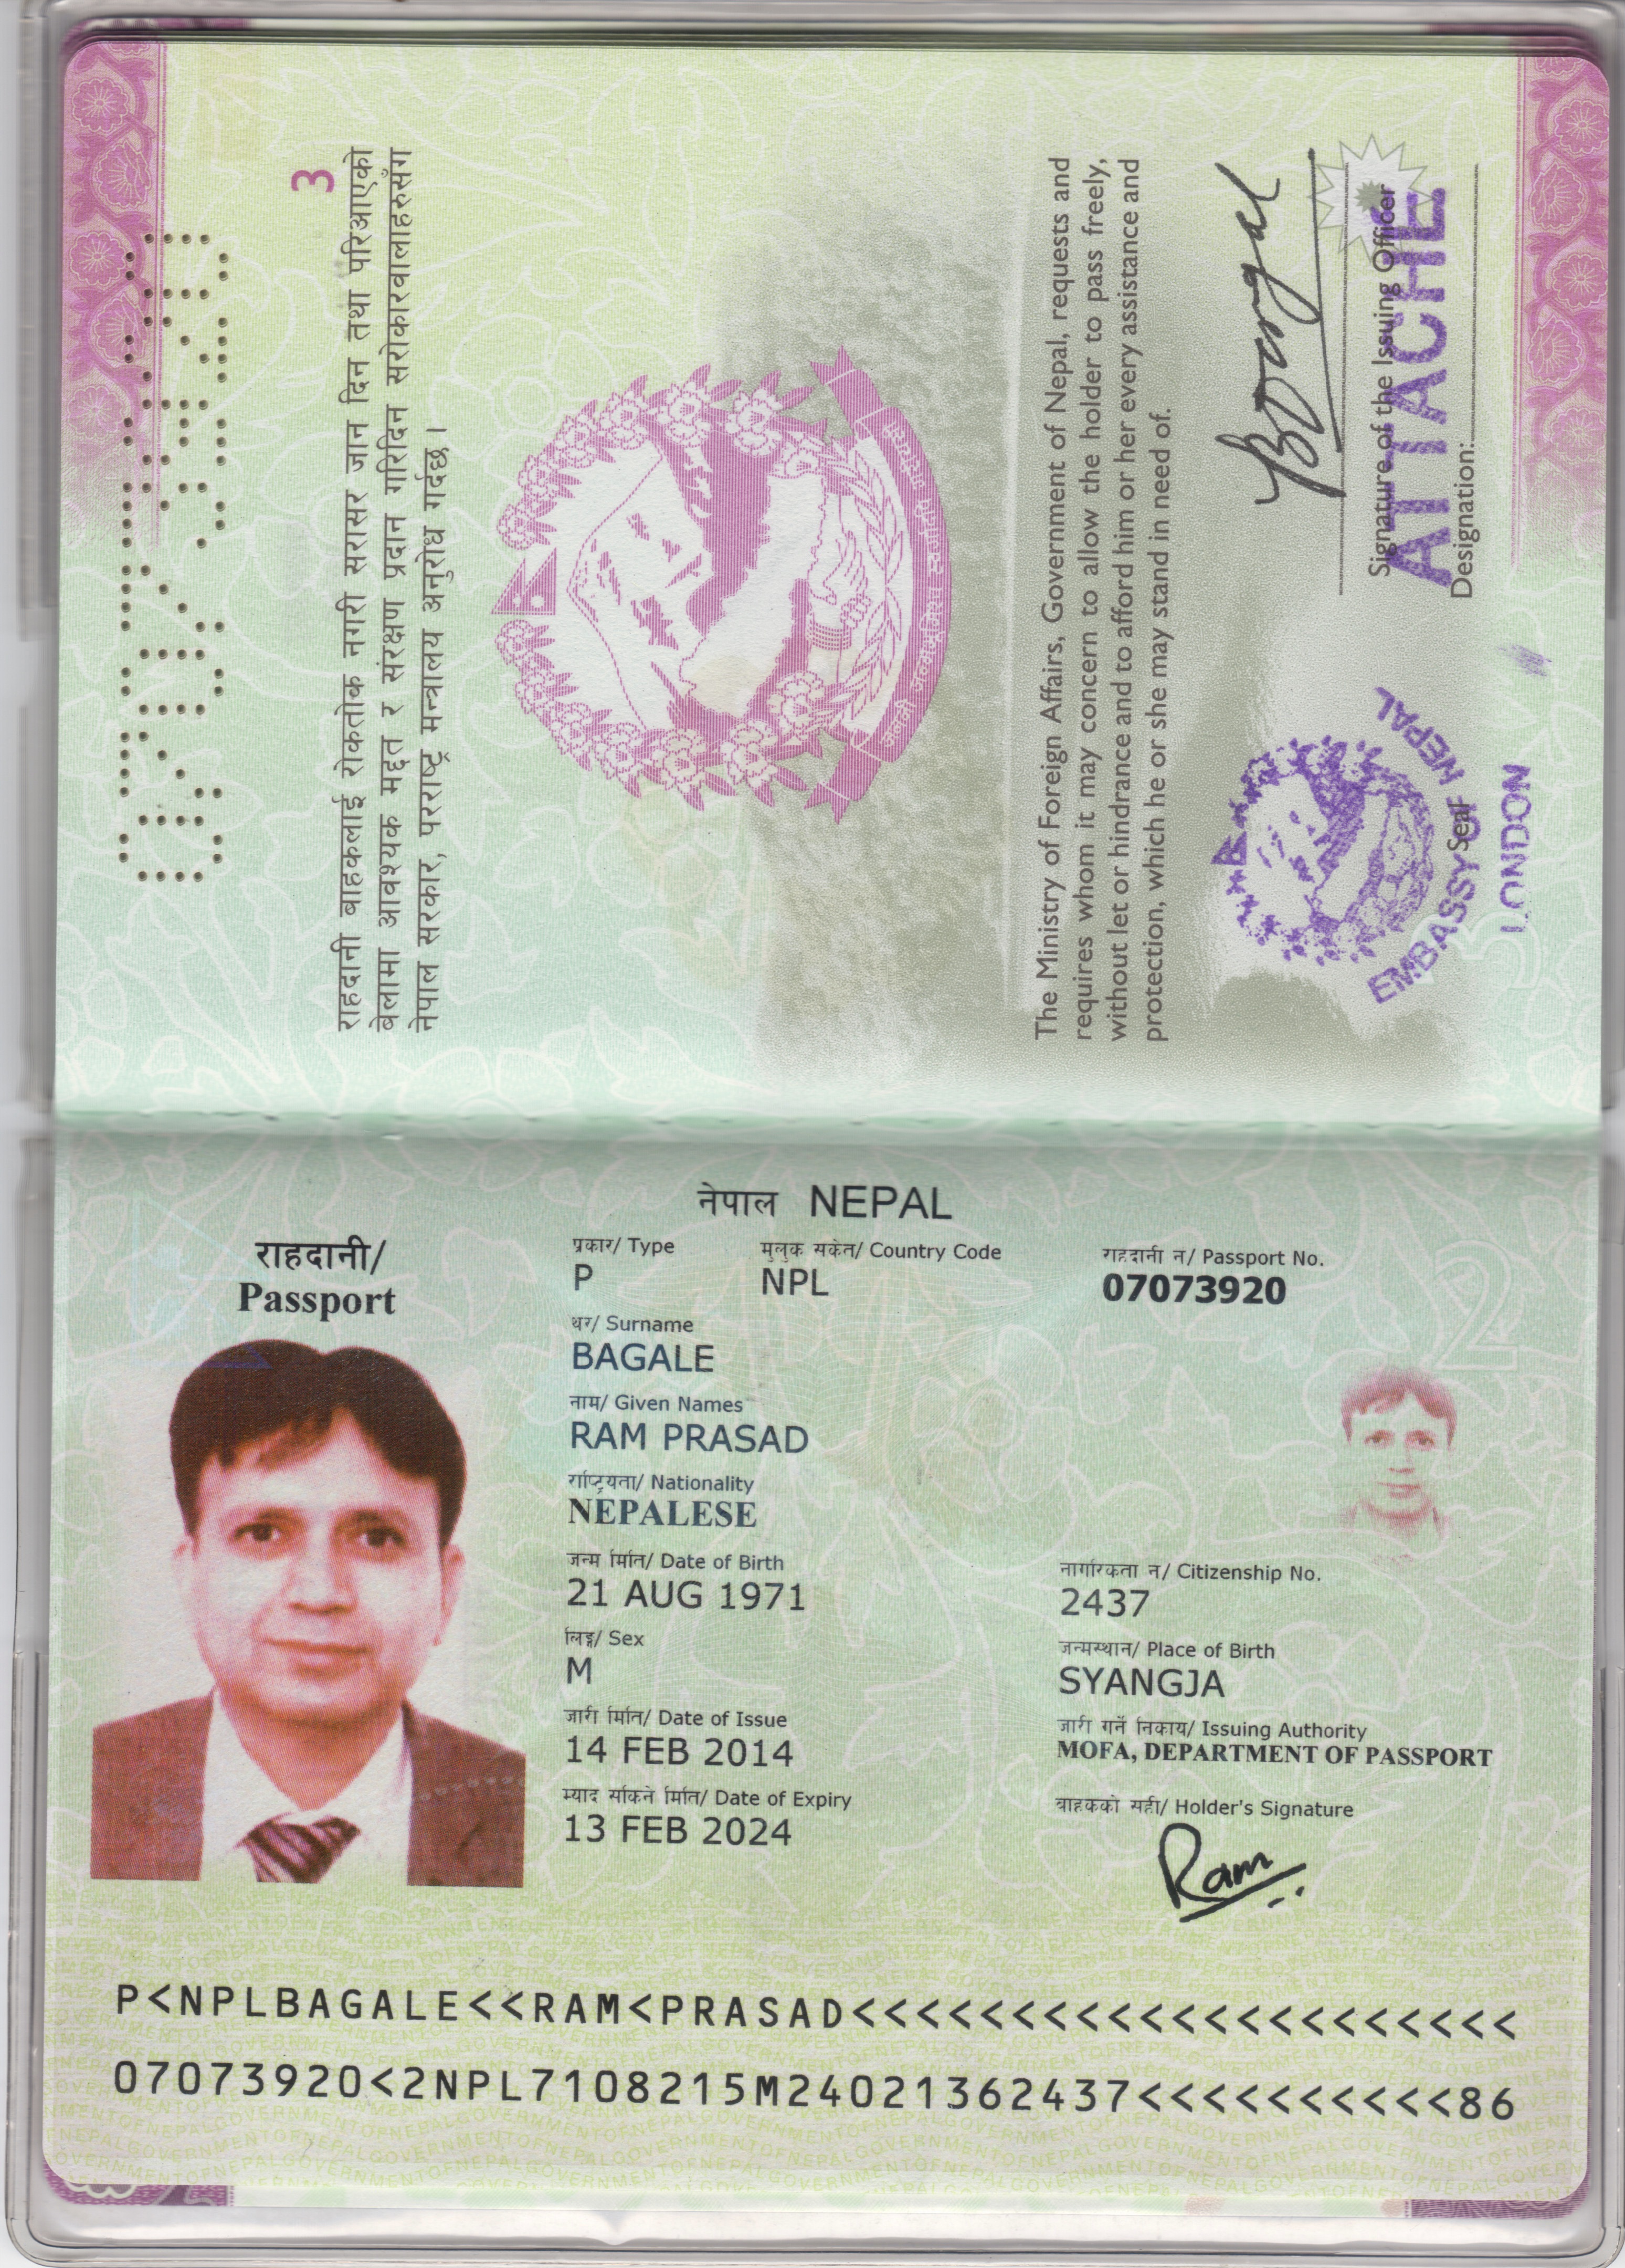 3
राहदानी बाहकलाई रोकतोक नगरी सरासर जान दिन तथा परिआएको
बेलामा आवश्यक मद्दत र संरक्षण प्रदान गरिदिन सरोकारवालाहरुसँग
नेपाल सरकार, परराष्ट्र मन्त्रालय अनुरोध गर्दछ ।
The Ministry of Foreign Affairs, Government of Nepal, requests and
requires whom it may concern to allow the holder to pass freely,
without let or hindrance and to afford him or her every assistance and
protection, which he or she may stand in need of.
Signature of the Issuing Officer
ATTACHE
Designation:
Seal
EMBASSY OF NEPAL
LONDON
नेपाल NEPAL
राहदानी/
Passport
प्रकार/ Type
P
मुलुक संकेत/ Country Code
NPL
राहदानी नं/ Passport No.
07073920
थर/ Surname
BAGALE
नाम/ Given Names
RAM PRASAD
राष्ट्रियता/ Nationality
NEPALESE
जन्म मिति/ Date of Birth
21 AUG 1971
नागरिकता नं/ Citizenship No.
2437
लिङ्ग/ Sex
M
जन्मस्थान/ Place of Birth
SYANGJA
जारी मिति/ Date of Issue
14 FEB 2014
जारी गर्ने निकाय/ Issuing Authority
MOFA, DEPARTMENT OF PASSPORT
म्याद सकिने मिति/ Date of Expiry
13 FEB 2024
वाहकको सही/ Holder's Signature
Ram
P<NPLBAGALE<<RAM<PRASAD<<<<<<<<<<<<<<<<<<<<<
07073920<2NPL7108215M24021362437<<<<<<<<<<86